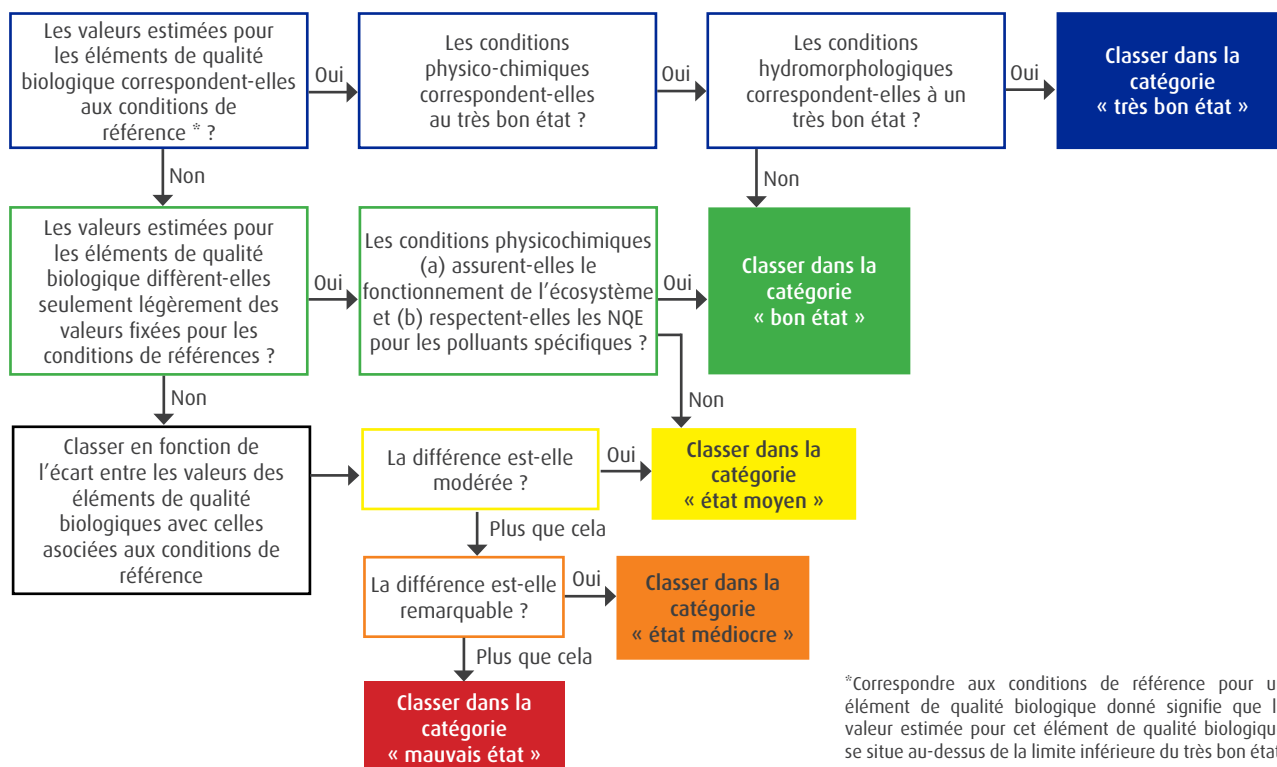 Les valeurs estimées pour
les éléments de qualité
biologique correspondent-elles
aux conditions de
référence * ?
Oui
Les conditions
physico-chimiques
correspondent-elles
au très bon état ?
Oui
Les conditions
hydromorphologiques
correspondent-elles à un
très bon état ?
Oui
Classer dans la
catégorie
« très bon état »
Non
Non
Les valeurs estimées pour
les éléments de qualité
biologique diffèrent-elles
seulement légèrement des
valeurs fixées pour les
conditions de références ?
Oui
Les conditions physicochimiques
(a) assurent-elles le
fonctionnement de l'écosystème
et (b) respectent-elles les NQE
pour les polluants spécifiques ?
Oui
Classer dans la
catégorie
« bon état »
Non
Non
Classer en fonction de
l'écart entre les valeurs des
éléments de qualité
biologiques avec celles
asociées aux conditions de
référence
La différence est-elle
modérée ?
Oui
Classer dans la
catégorie
« état moyen »
Plus que cela
La différence est-elle
remarquable ?
Oui
Classer dans la
catégorie
« état médiocre »
Plus que cela
Classer dans la
catégorie
« mauvais état »
*Correspondre aux conditions de référence pour u
élément de qualité biologique donné signifie que l
valeur estimée pour cet élément de qualité biologique
se situe au-dessus de la limite inférieure du très bon état